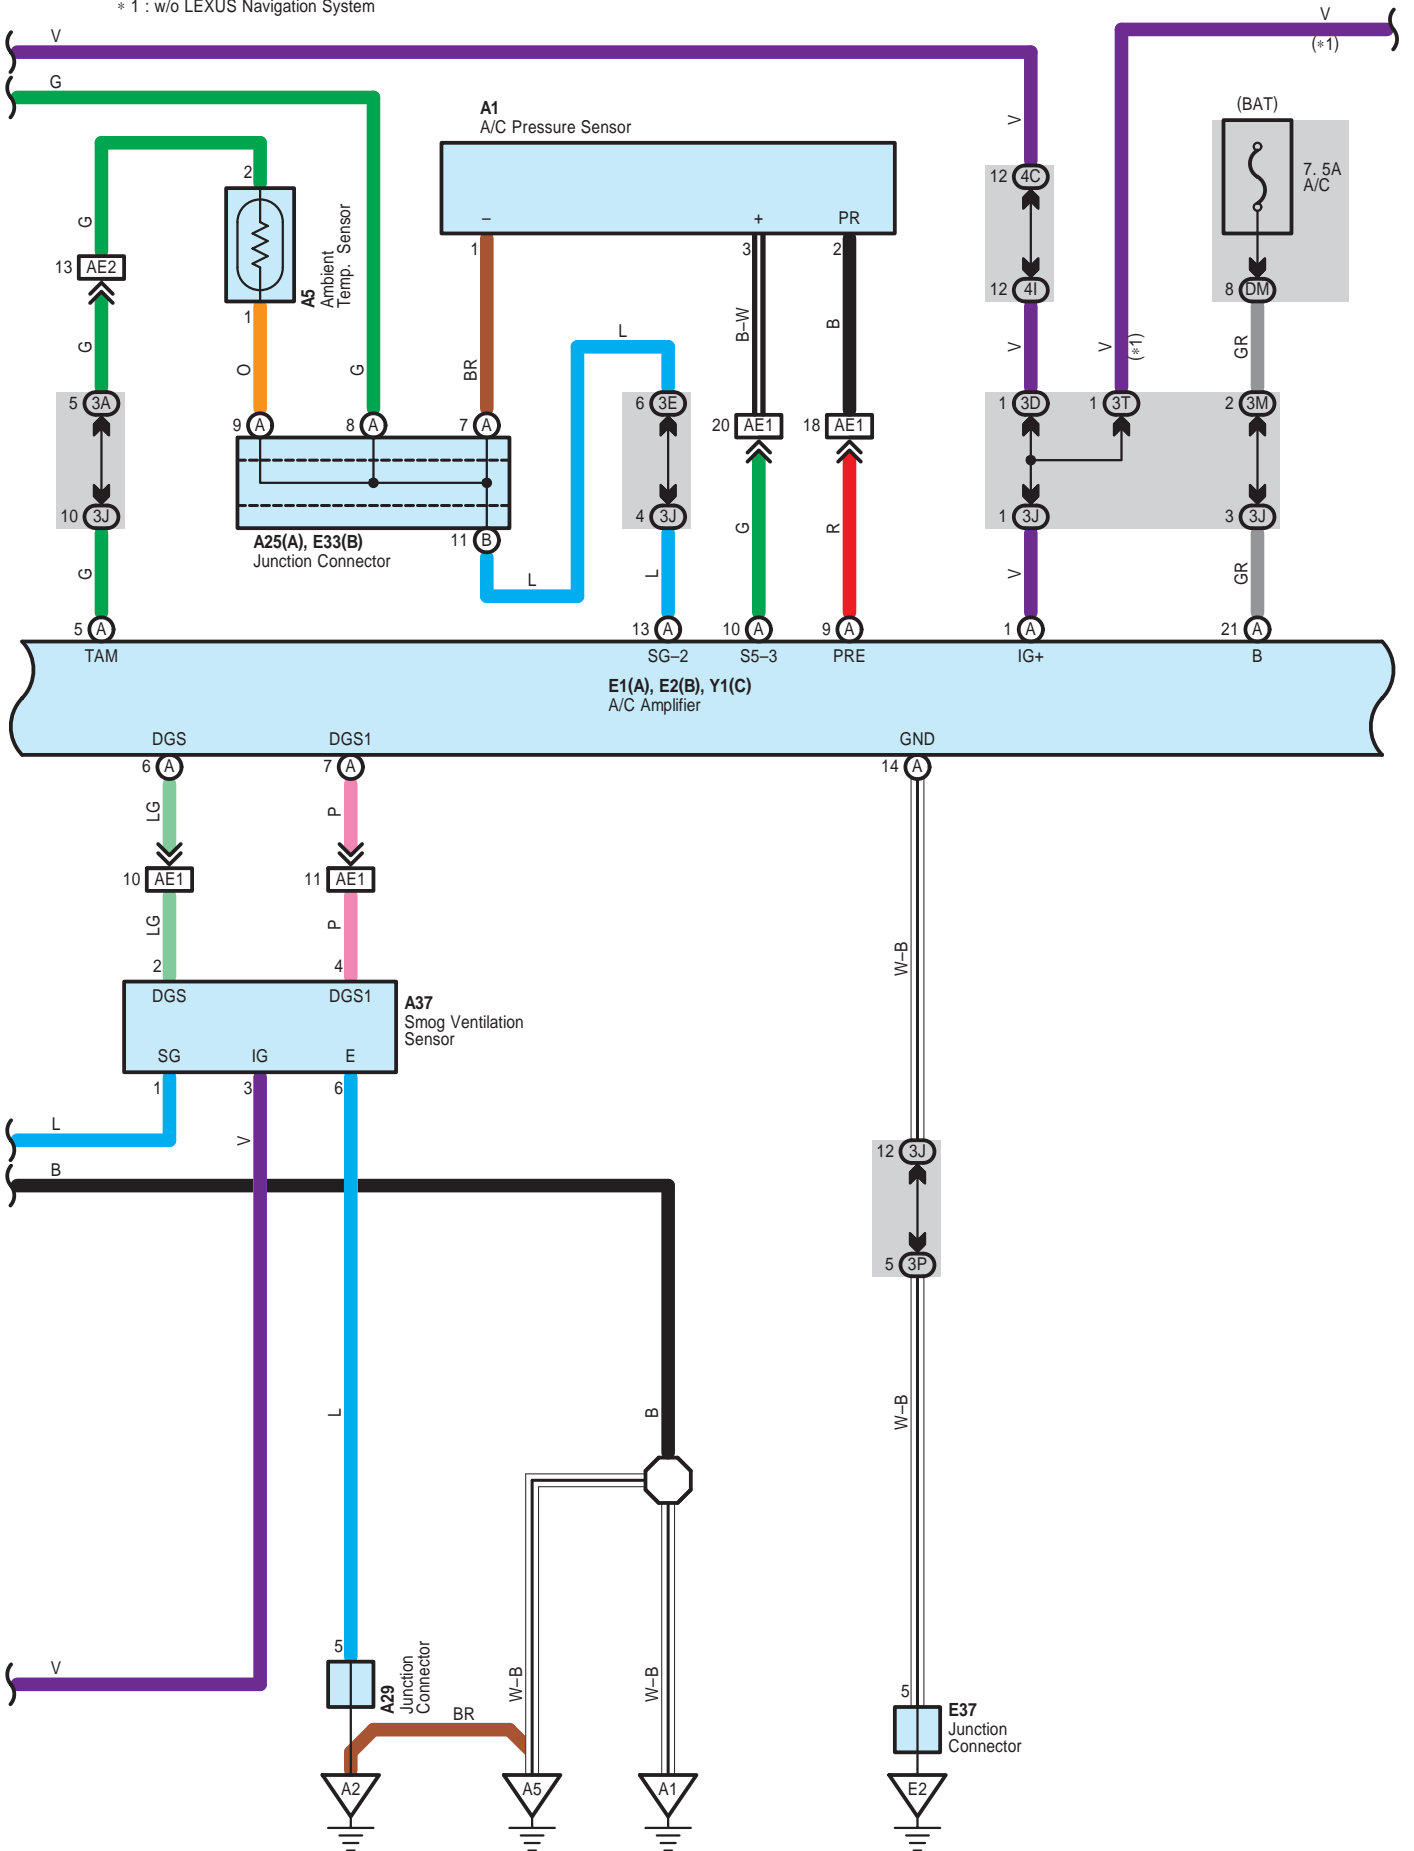 ∗ 1 : w/o LEXUS Navigation System
V
V
(∗1)
G
(BAT)
A1
A/C Pressure Sensor
7. 5A
A/C
V
12 4C
2
–
+
PR
G
1
3
2
13 AE2
A5
Ambient
Temp. Sensor
12 4I
8 DM
1
B–W
B
L
G
O
G
BR
V
V
(∗1)
GR
5 3A
6 3E
1 3D
1 3T
2 3M
9 A
8 A
7 A
20 AE1
18 AE1
10 3J
4 3J
1 3J
3 3J
G
R
A25(A), E33(B)
Junction Connector
11 B
G
L
L
V
GR
5 A
13 A
10 A
9 A
1 A
21 A
TAM
SG–2
S5–3
PRE
IG+
B
E1(A), E2(B), Y1(C)
A/C Amplifier
DGS
DGS1
GND
6 A
7 A
14 A
LG
P
10 AE1
11 AE1
LG
P
W–B
2
4
DGS
DGS1
A37
Smog Ventilation
Sensor
SG
IG
E
1
3
6
L
V
12 3J
B
5 3P
L
B
W–B
5
A29
Junction
Connector
V
W–B
W–B
5
E37
Junction
Connector
BR
A2
A5
A1
E2